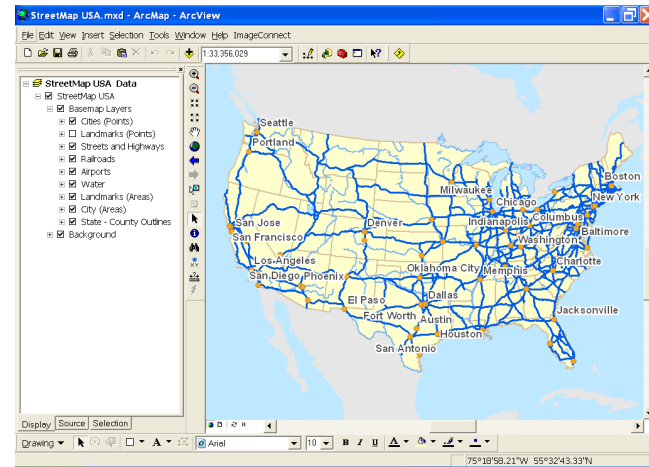 StreetMap USA.mxd - ArcMap - ArcView
File Edit View Insert Selection Tools Window Help ImageConnect
1:33,356,029
StreetMap USA Data
StreetMap USA
Basemap Layers
Cities (Points)
Landmarks (Points)
Streets and Highways
Railroads
Airports
Water
Landmarks (Areas)
City (Areas)
State - County Outlines
Background
Seattle
Portland
Boston
Milwaukee
Chicago
New York
San Jose
Denver
Indianapolis
Columbus
Baltimore
San Francisco
Washington
Los-Angeles
Oklahoma City
Memphis
Charlotte
San Diego
Phoenix
El Paso
Dallas
Jacksonville
Fort Worth
Austin
Houston
San Antonio
Display Source Selection
Drawing A Arial 10 B I U A
75°18'58.21"W 55°32'43.33"N